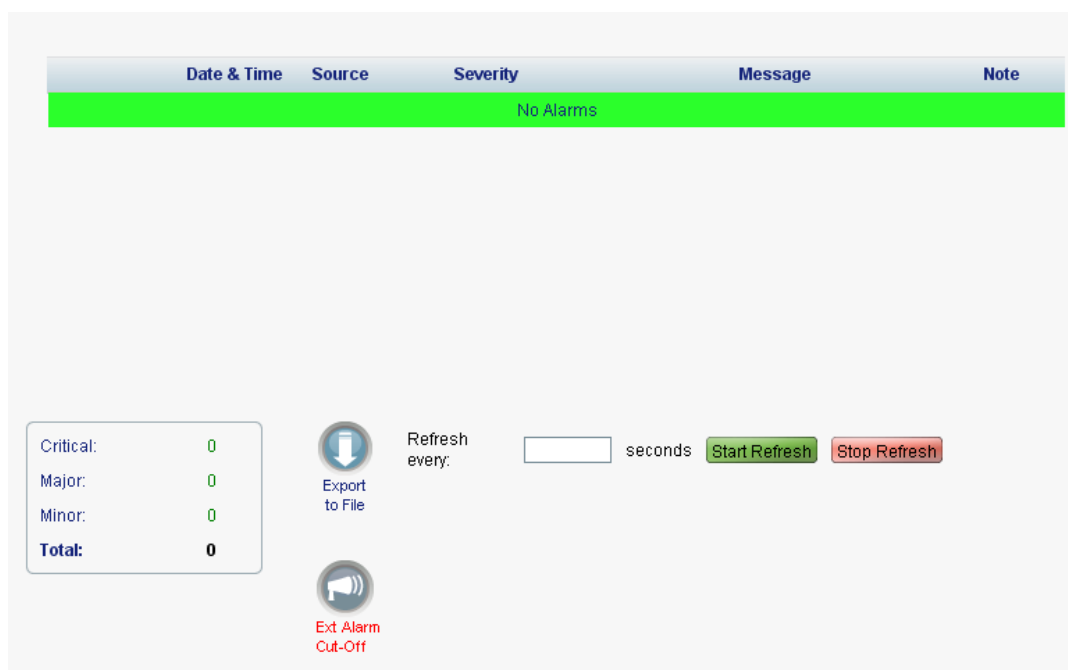 Date & Time Source Severity Message Note
No Alarms
Critical: 0
Major: 0
Minor: 0
Total: 0
Export
to File
Refresh
every:
seconds Start Refresh Stop Refresh
Ext Alarm
Cut-Off